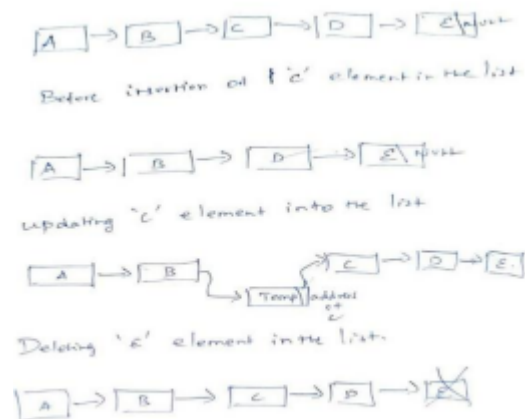 A B C D E NULL
Before insertion of 'c' element in the list
A B D E NULL
updating 'c' element into the list
A B C D E
Temp address of c
Deleting 'E' element in the list.
A B C D E